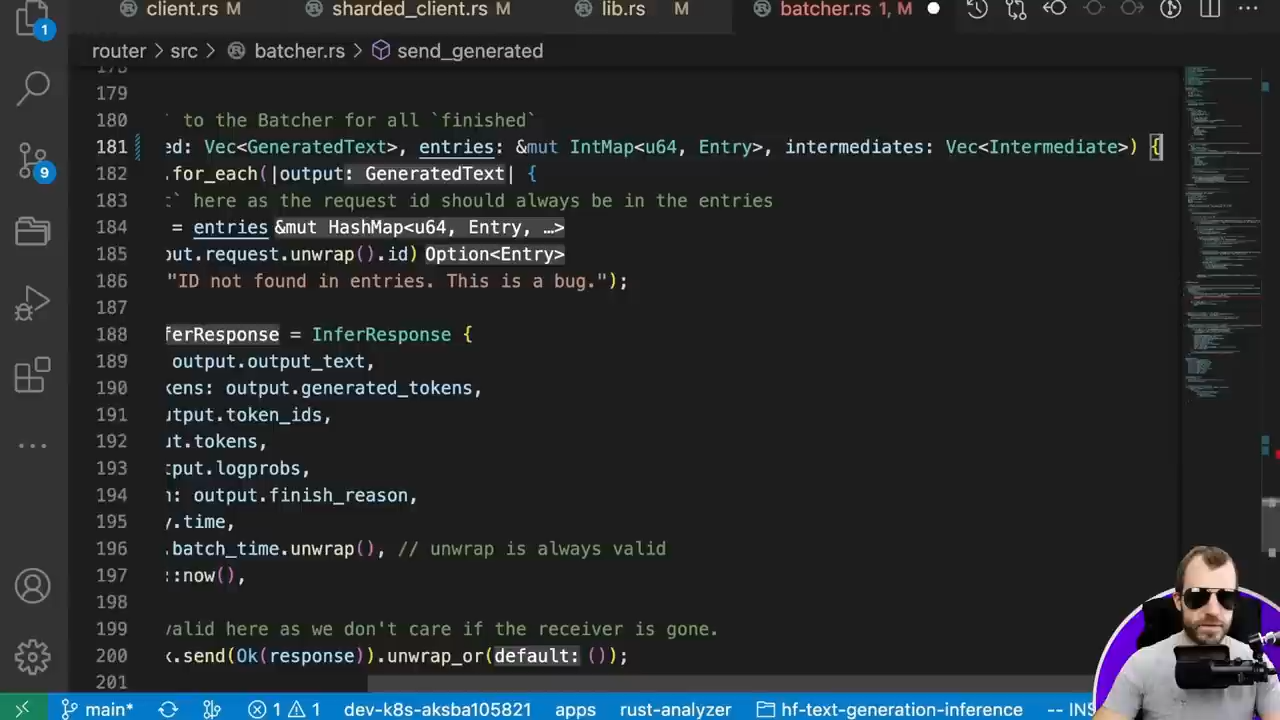 client.rs M sharded_client.rs M lib.rs M batcher.rs 1, M
1
router > src > batcher.rs > send_generated
178
179
180 ` to the Batcher for all `finished`
181 ed: Vec<GeneratedText>, entries: &mut IntMap<u64, Entry>, intermediates: Vec<Intermediate>) {
182 .for_each(|output: GeneratedText| {
183 t` here as the request id should always be in the entries
184 = entries &mut HashMap<u64, Entry, …>
185 put.request.unwrap().id) Option<Entry>
186 "ID not found in entries. This is a bug.");
187
188 ferResponse = InferResponse {
189 output.output_text,
190 kens: output.generated_tokens,
191 utput.token_ids,
192 ut.tokens,
193 tput.logprobs,
194 n: output.finish_reason,
195 y.time,
196 .batch_time.unwrap(), // unwrap is always valid
197 ::now(),
198
199 valid here as we don't care if the receiver is gone.
200 x.send(Ok(response)).unwrap_or(default: ());
201
9
main* 1 1 dev-k8s-aksba105821 apps rust-analyzer hf-text-generation-inference -- INS